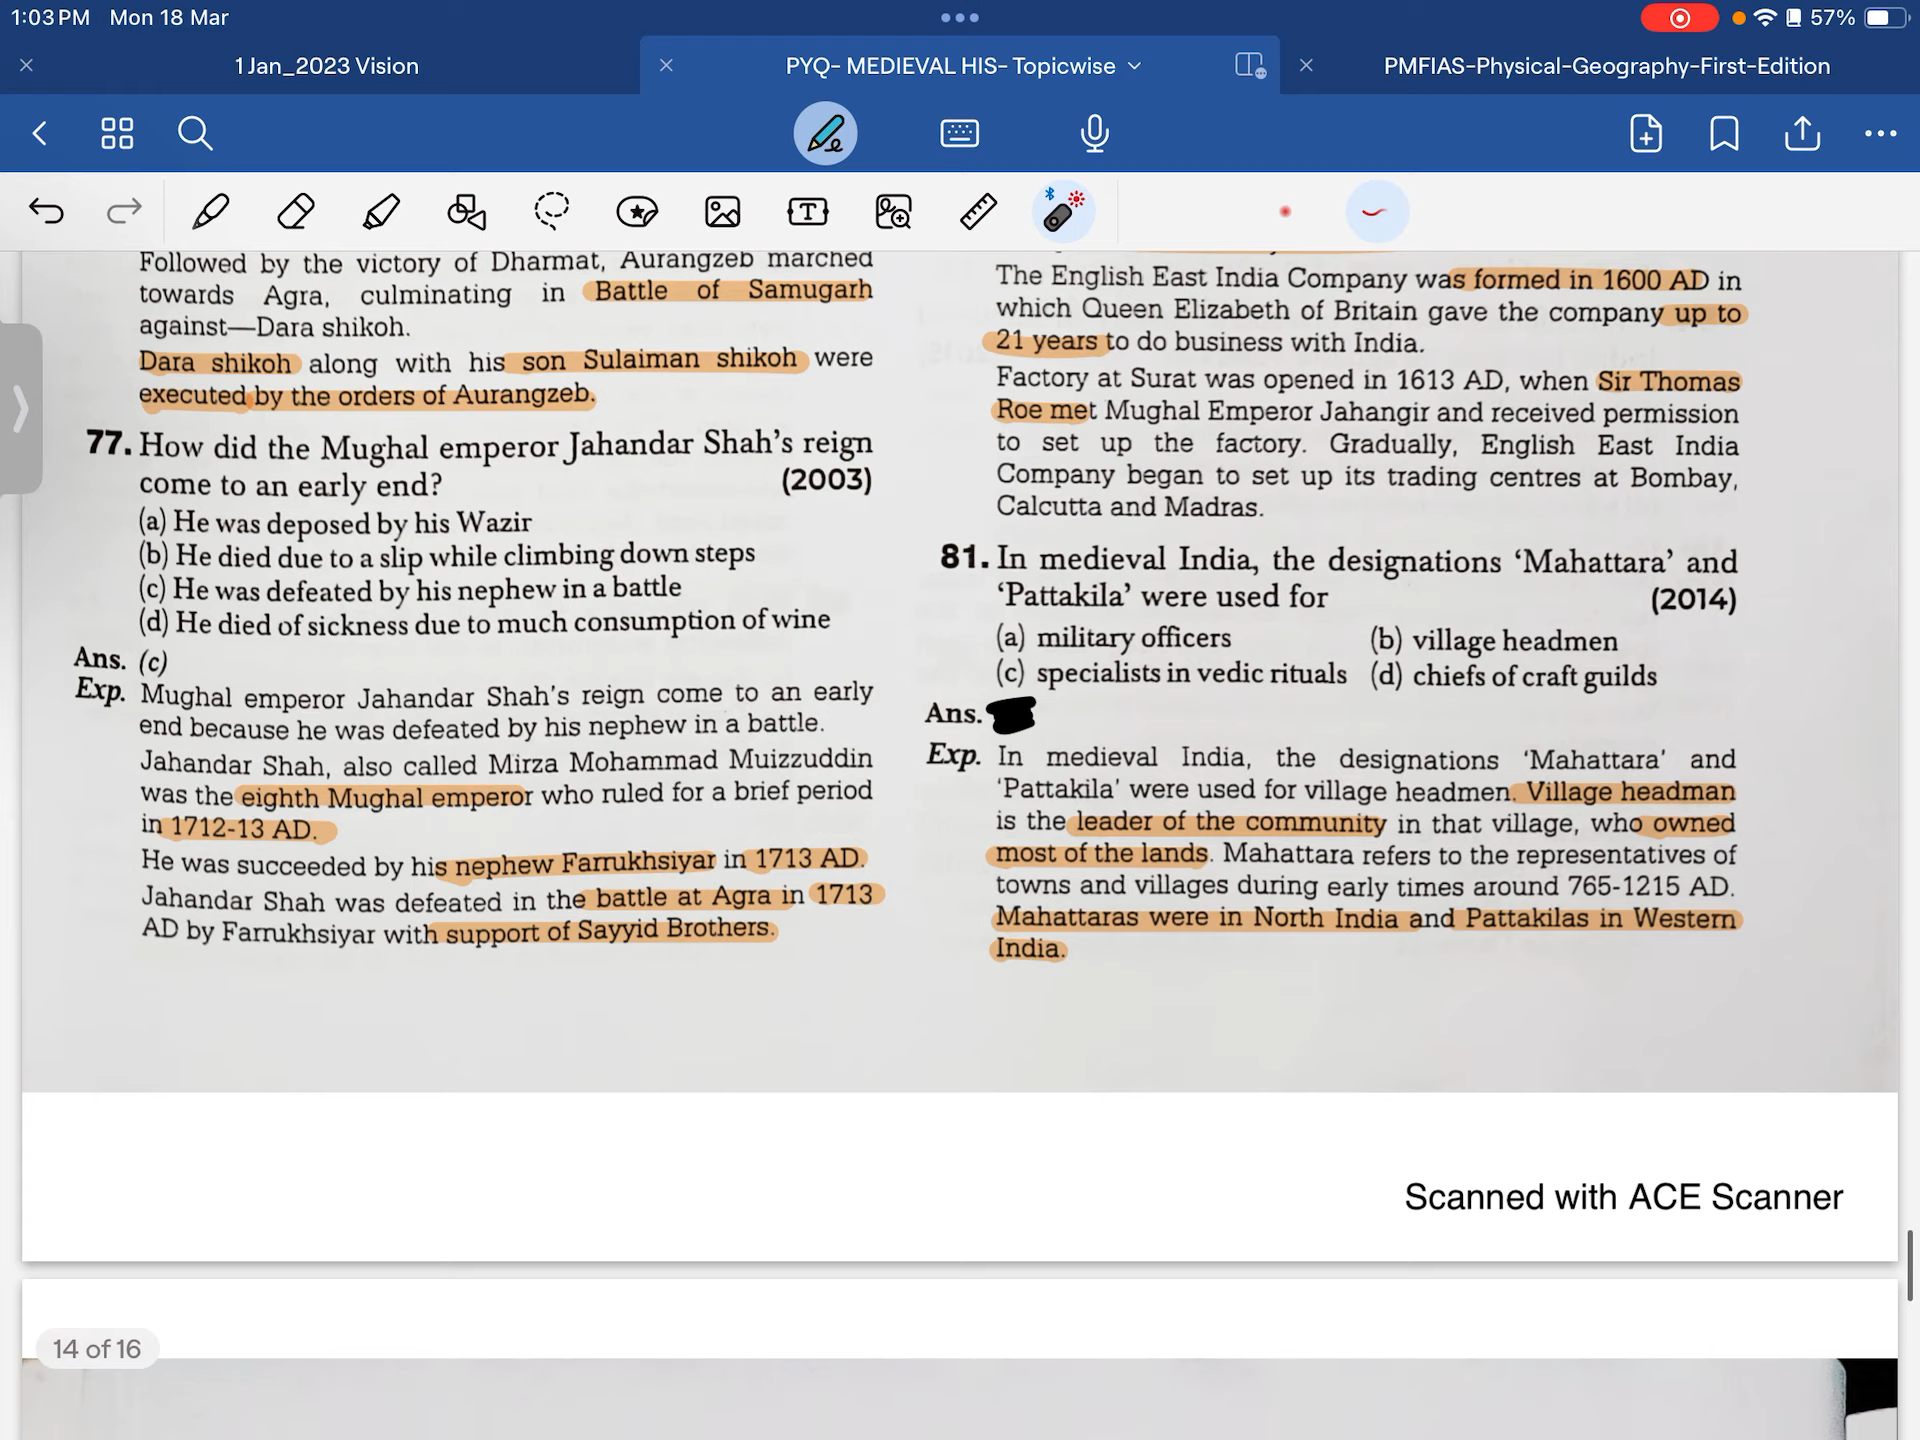 1:03 PM Mon 18 Mar
57%
1Jan_2023 Vision
PYQ- MEDIEVAL HIS- Topicwise
PMFIAS-Physical-Geography-First-Edition
Followed by the victory of Dharmat, Aurangzeb marched
towards Agra, culminating in Battle of Samugarh
against—Dara shikoh.
Dara shikoh along with his son Sulaiman shikoh were
executed by the orders of Aurangzeb.
77. How did the Mughal emperor Jahandar Shah's reign
come to an early end? (2003)
(a) He was deposed by his Wazir
(b) He died due to a slip while climbing down steps
(c) He was defeated by his nephew in a battle
(d) He died of sickness due to much consumption of wine
Ans. (c)
Exp. Mughal emperor Jahandar Shah's reign come to an early
end because he was defeated by his nephew in a battle.
Jahandar Shah, also called Mirza Mohammad Muizzuddin
was the eighth Mughal emperor who ruled for a brief period
in 1712-13 AD.
He was succeeded by his nephew Farrukhsiyar in 1713 AD.
Jahandar Shah was defeated in the battle at Agra in 1713
AD by Farrukhsiyar with support of Sayyid Brothers.
The English East India Company was formed in 1600 AD in
which Queen Elizabeth of Britain gave the company up to
21 years to do business with India.
Factory at Surat was opened in 1613 AD, when Sir Thomas
Roe met Mughal Emperor Jahangir and received permission
to set up the factory. Gradually, English East India
Company began to set up its trading centres at Bombay,
Calcutta and Madras.
81. In medieval India, the designations 'Mahattara' and
'Pattakila' were used for (2014)
(a) military officers (b) village headmen
(c) specialists in vedic rituals (d) chiefs of craft guilds
Ans.
Exp. In medieval India, the designations 'Mahattara' and
'Pattakila' were used for village headmen. Village headman
is the leader of the community in that village, who owned
most of the lands. Mahattara refers to the representatives of
towns and villages during early times around 765-1215 AD.
Mahattaras were in North India and Pattakilas in Western
India.
Scanned with ACE Scanner
14 of 16